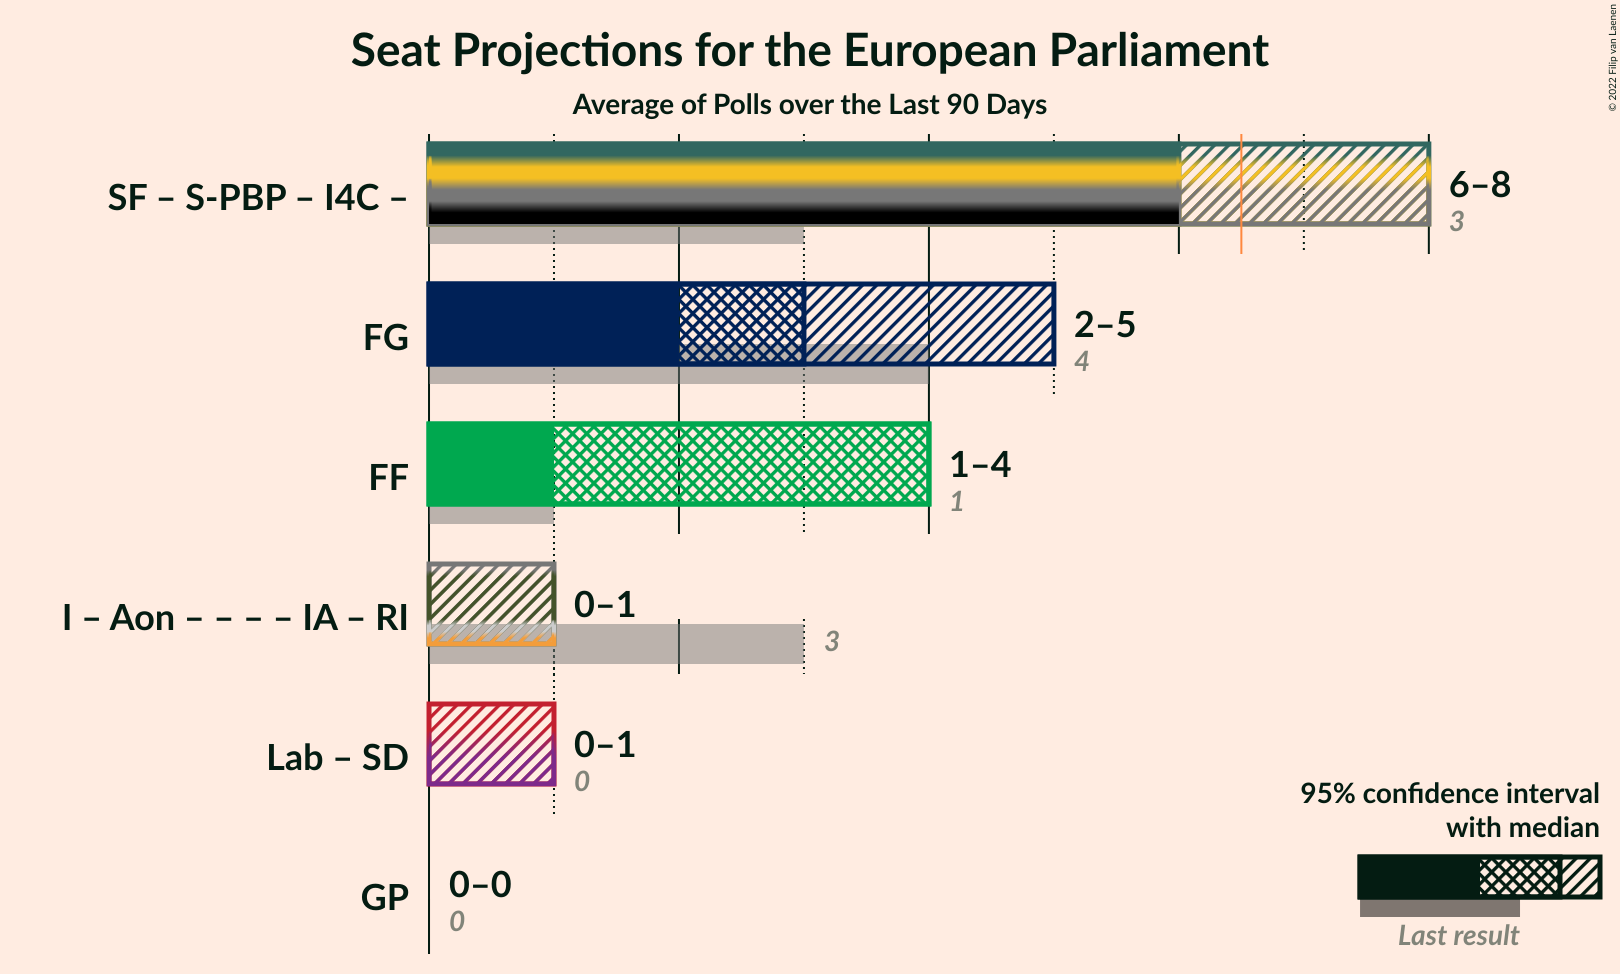 Seat Projections for the European Parliament
Average of Polls over the Last 90 Days
© 2022 Filip van Laenen
SF – S-PBP – I4C –
6–8
3
FG
2–5
4
FF
1–4
1
I – Aon – – – – IA – RI
0–1
3
Lab – SD
0–1
0
GP
0–0
0
95% confidence interval
with median
Last result